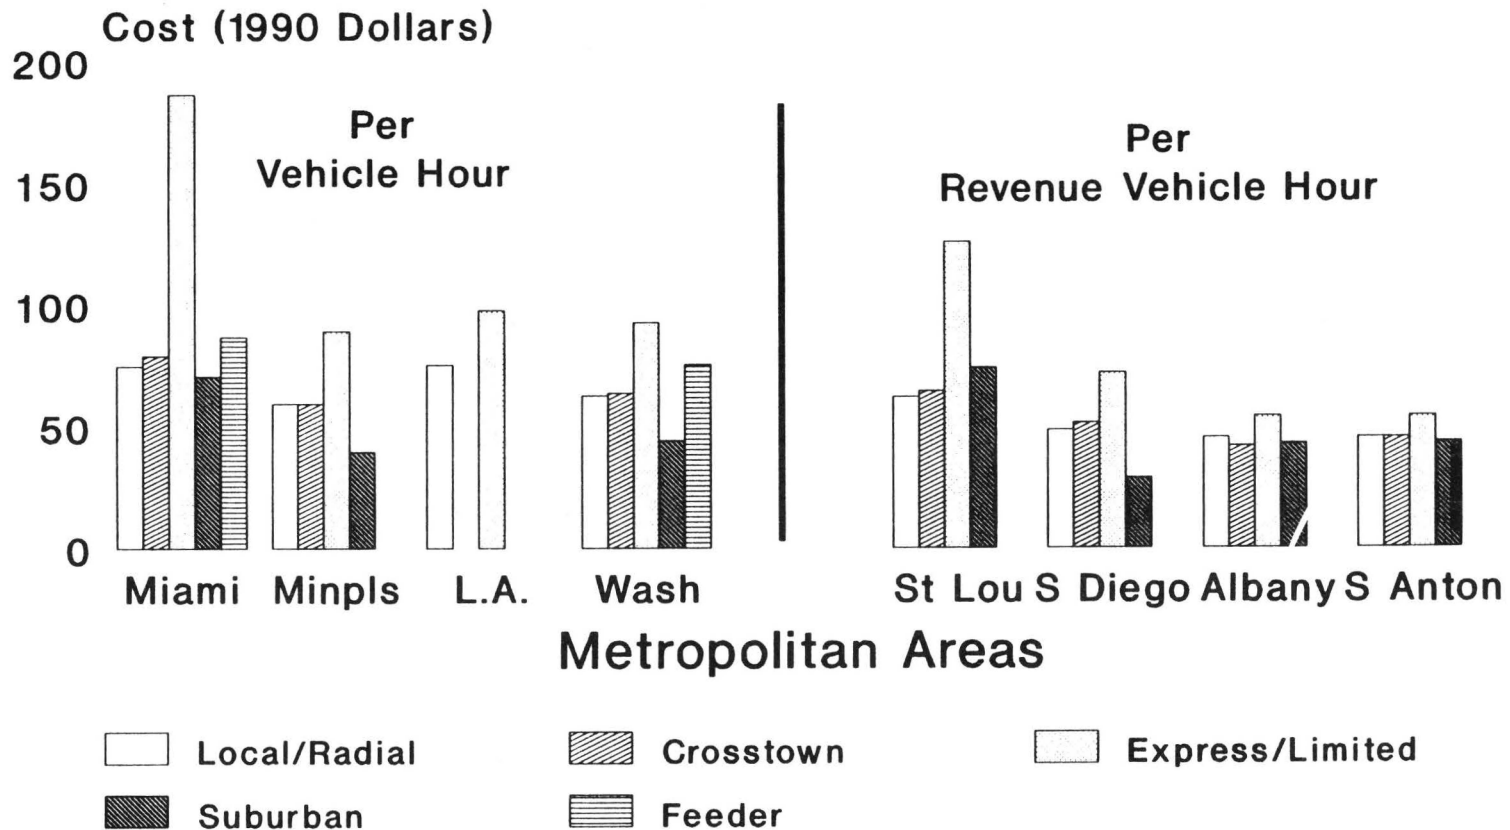 Cost (1990 Dollars)
200
150
100
50
0
Per
Vehicle Hour
Per
Revenue Vehicle Hour
Miami Minpls L.A. Wash St Lou S Diego Albany S Anton
Metropolitan Areas
Local/Radial Crosstown Express/Limited
Suburban Feeder